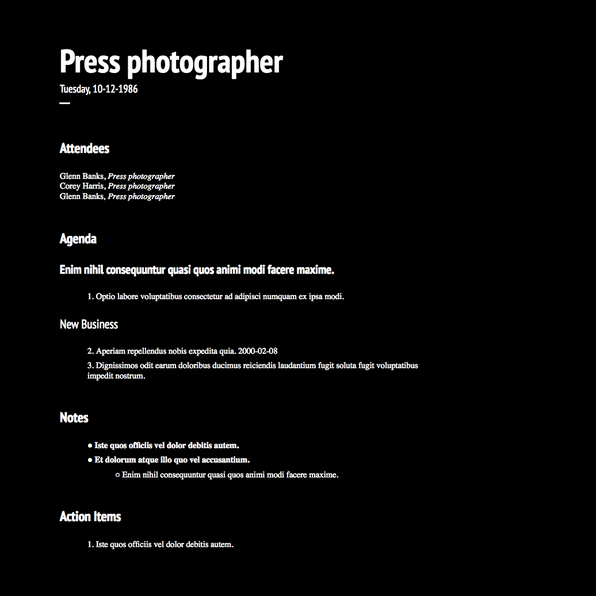 Press photographer
Tuesday, 10-12-1986
Attendees
Glenn Banks, Press photographer
Corey Harris, Press photographer
Glenn Banks, Press photographer
Agenda
Enim nihil consequuntur quasi quos animi modi facere maxime.
1. Optio labore voluptatibus consectetur ad adipisci numquam ex ipsa modi.
New Business
2. Aperiam repellendus nobis expedita quia. 2000-02-08
3. Dignissimos odit earum doloribus ducimus reiciendis laudantium fugit soluta fugit voluptatibus
impedit nostrum.
Notes
● Iste quos officiis vel dolor debitis autem.
● Et dolorum atque illo quo vel accusantium.
○ Enim nihil consequuntur quasi quos animi modi facere maxime.
Action Items
1. Iste quos officiis vel dolor debitis autem.